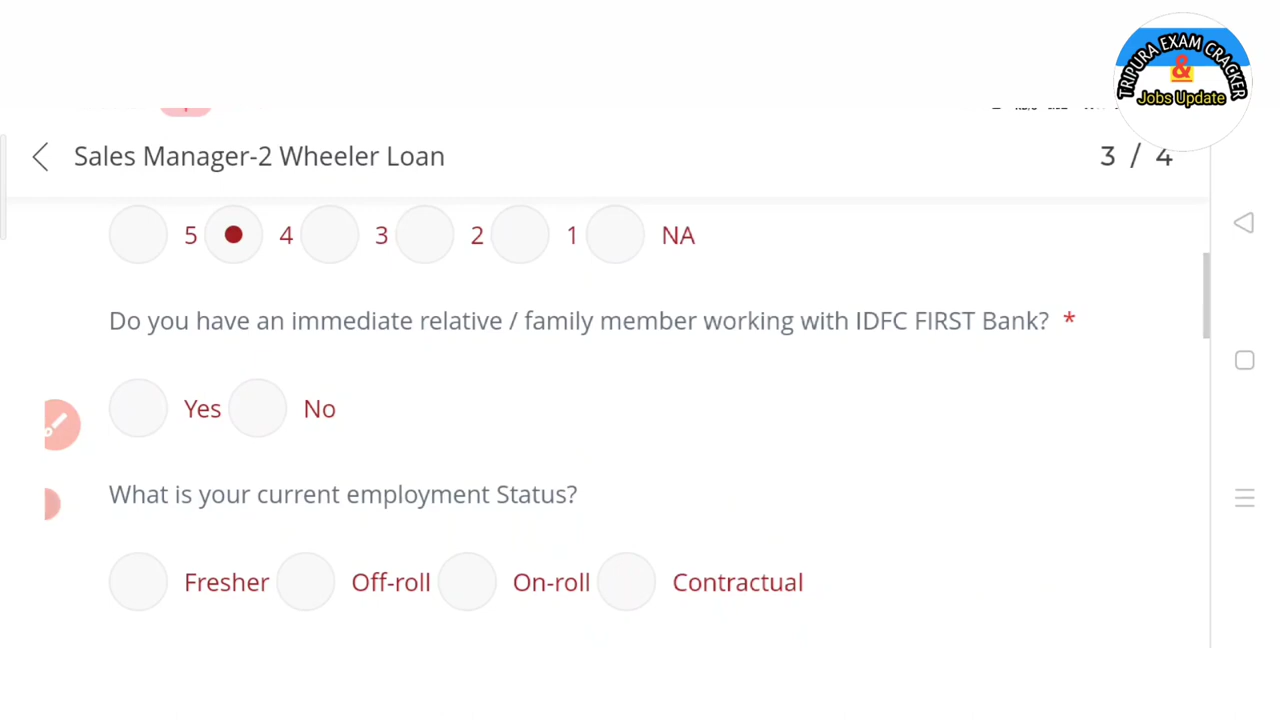 TRIPURA EXAM CRACKER
&
Jobs Update
Sales Manager-2 Wheeler Loan
3 / 4
5 4 3 2 1 NA
Do you have an immediate relative / family member working with IDFC FIRST Bank? *
Yes No
What is your current employment Status?
Fresher Off-roll On-roll Contractual